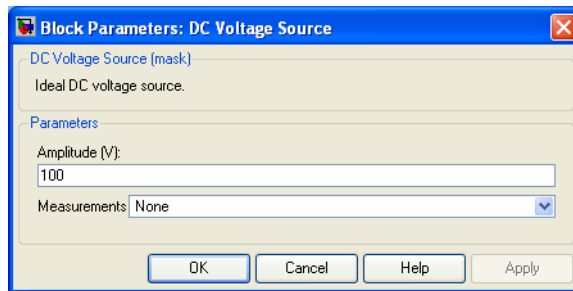 Block Parameters: DC Voltage Source
DC Voltage Source (mask)
Ideal DC voltage source.
Parameters
Amplitude (V):
100
Measurements None
OK Cancel Help Apply